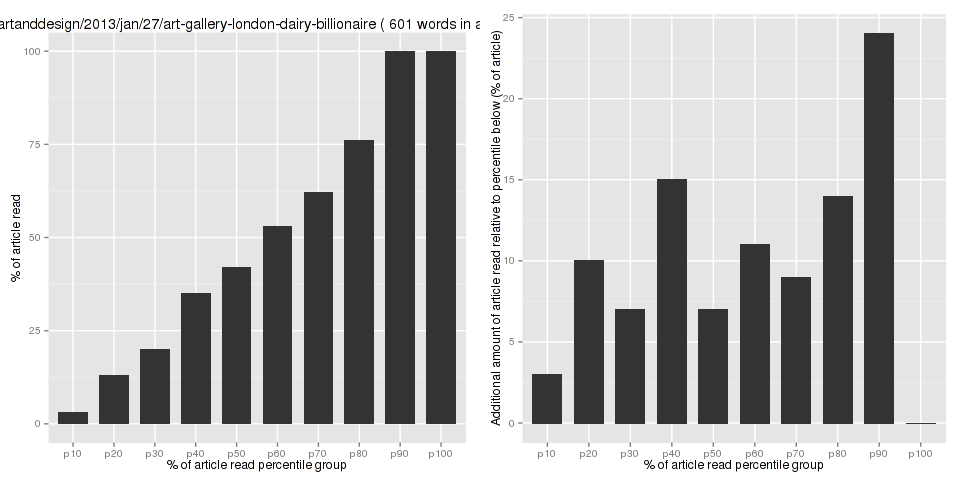 artanddesign/2013/jan/27/art-gallery-london-dairy-billionaire ( 601 words in a
100
75
50
25
0
% of article read
p10 p20 p30 p40 p50 p60 p70 p80 p90 p100
% of article read percentile group
25
20
15
10
5
0
Additional amount of article read relative to percentile below (% of article)
p10 p20 p30 p40 p50 p60 p70 p80 p90 p100
% of article read percentile group